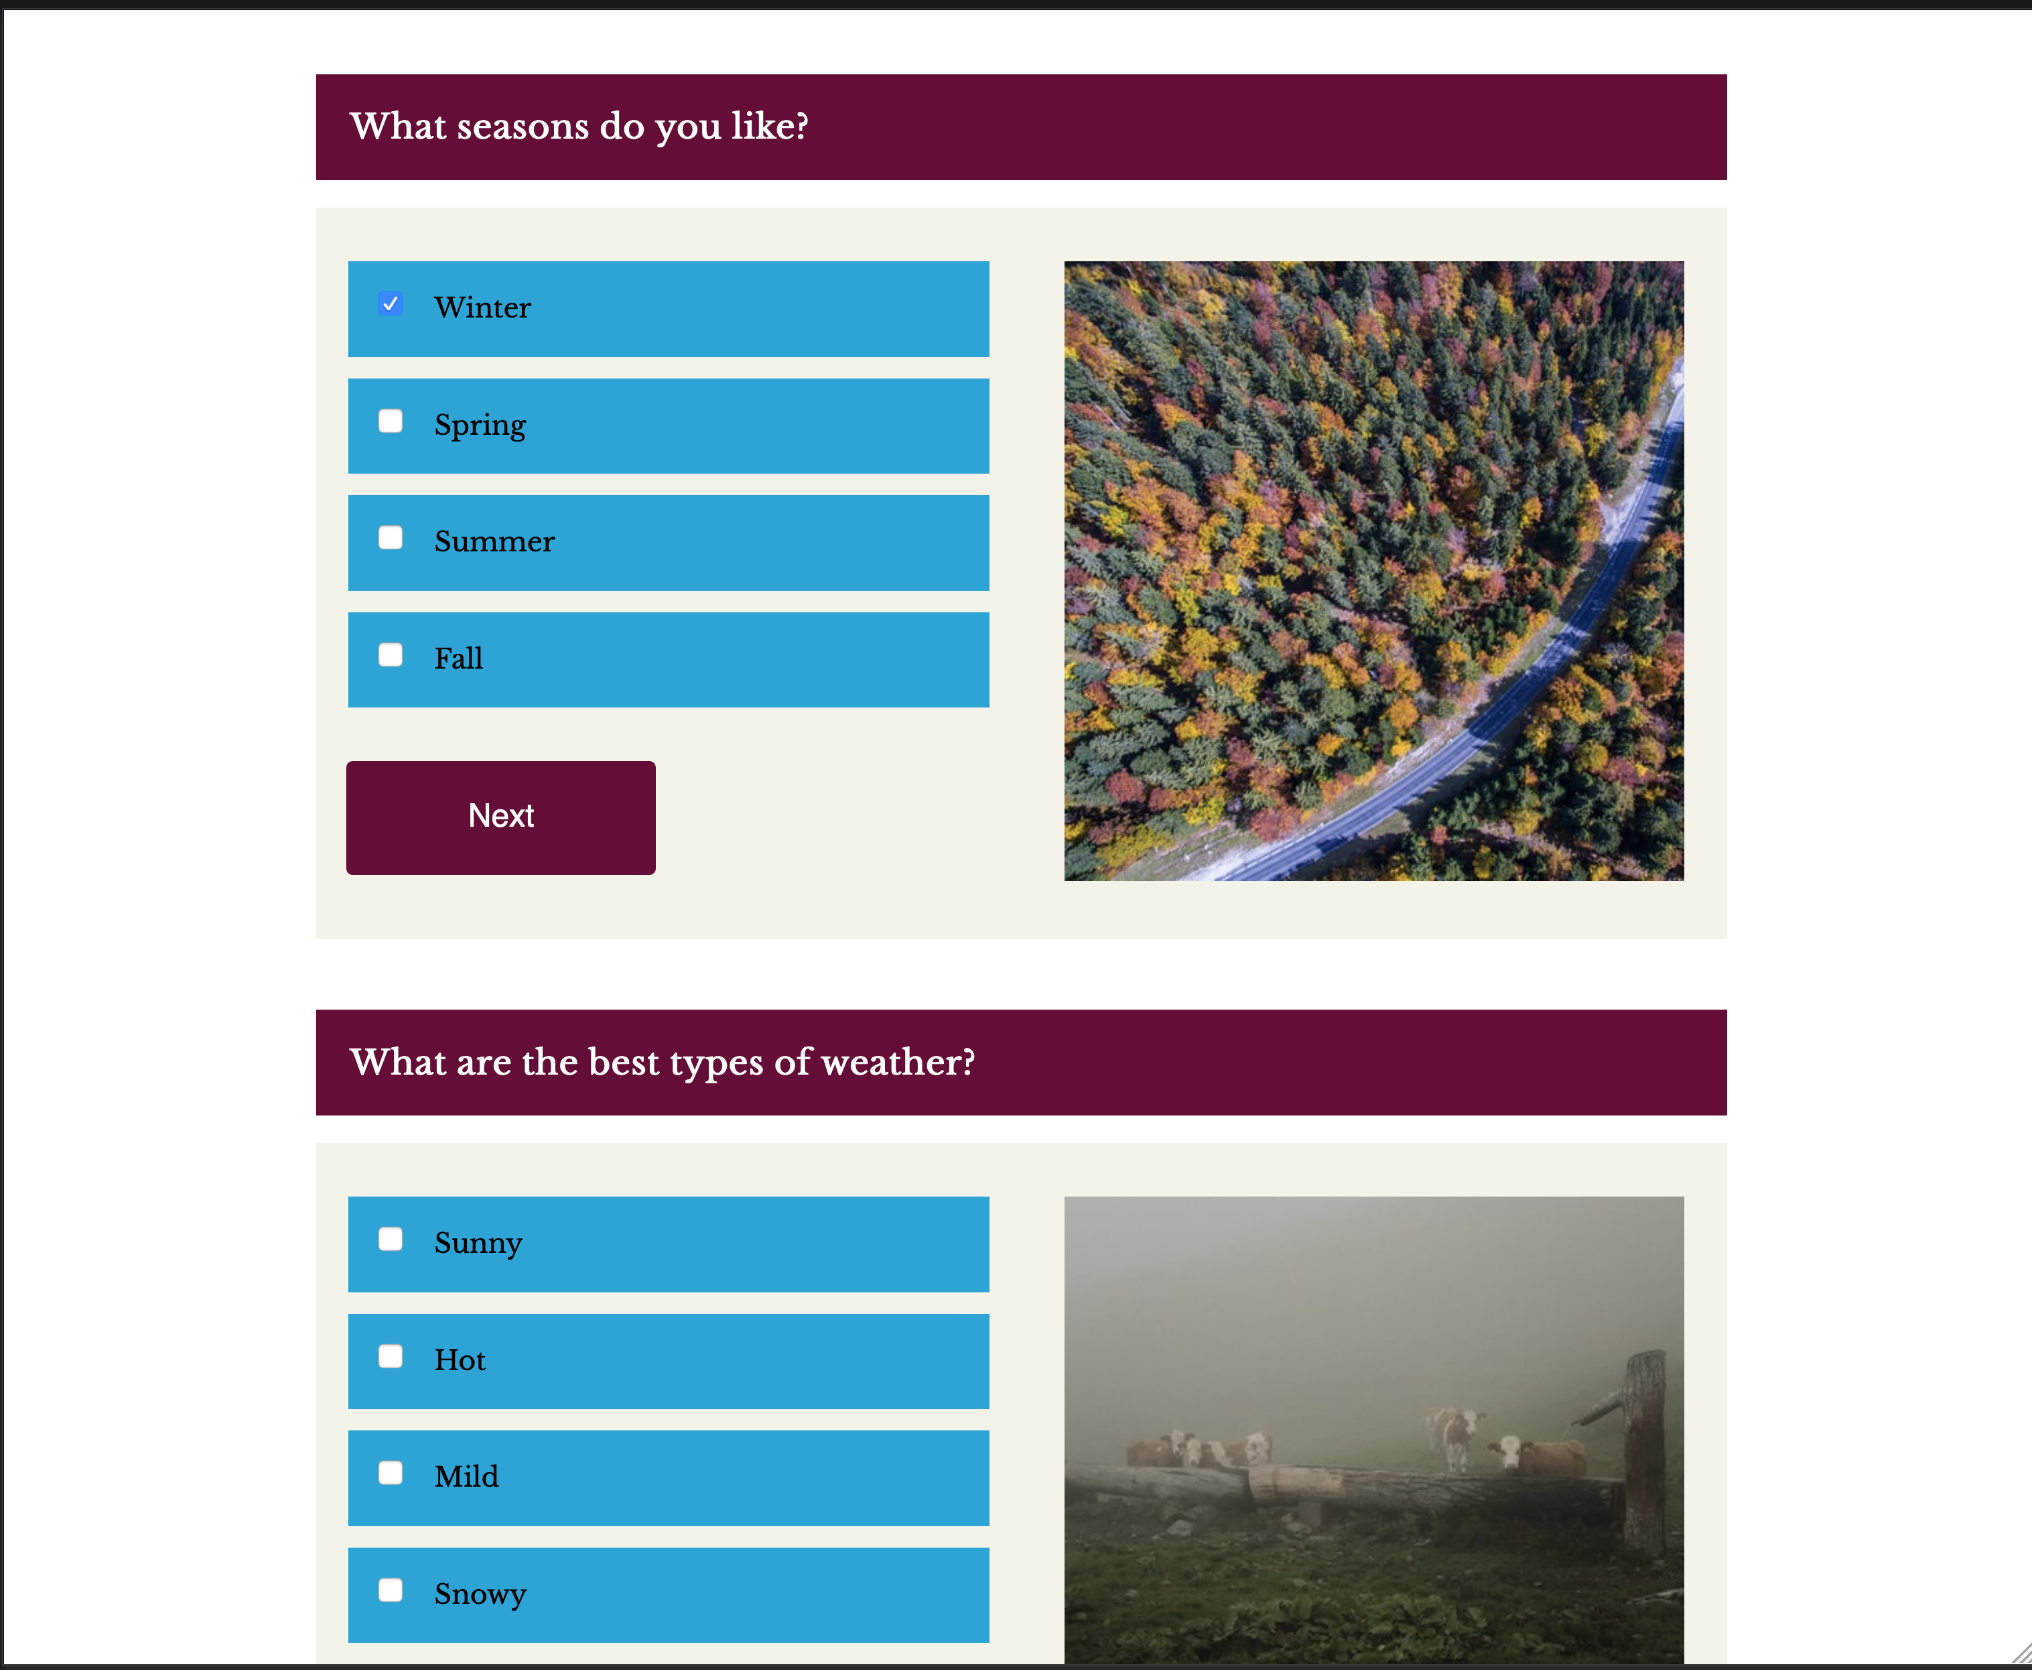 What seasons do you like?
Winter
Spring
Summer
Fall
Next
What are the best types of weather?
Sunny
Hot
Mild
Snowy